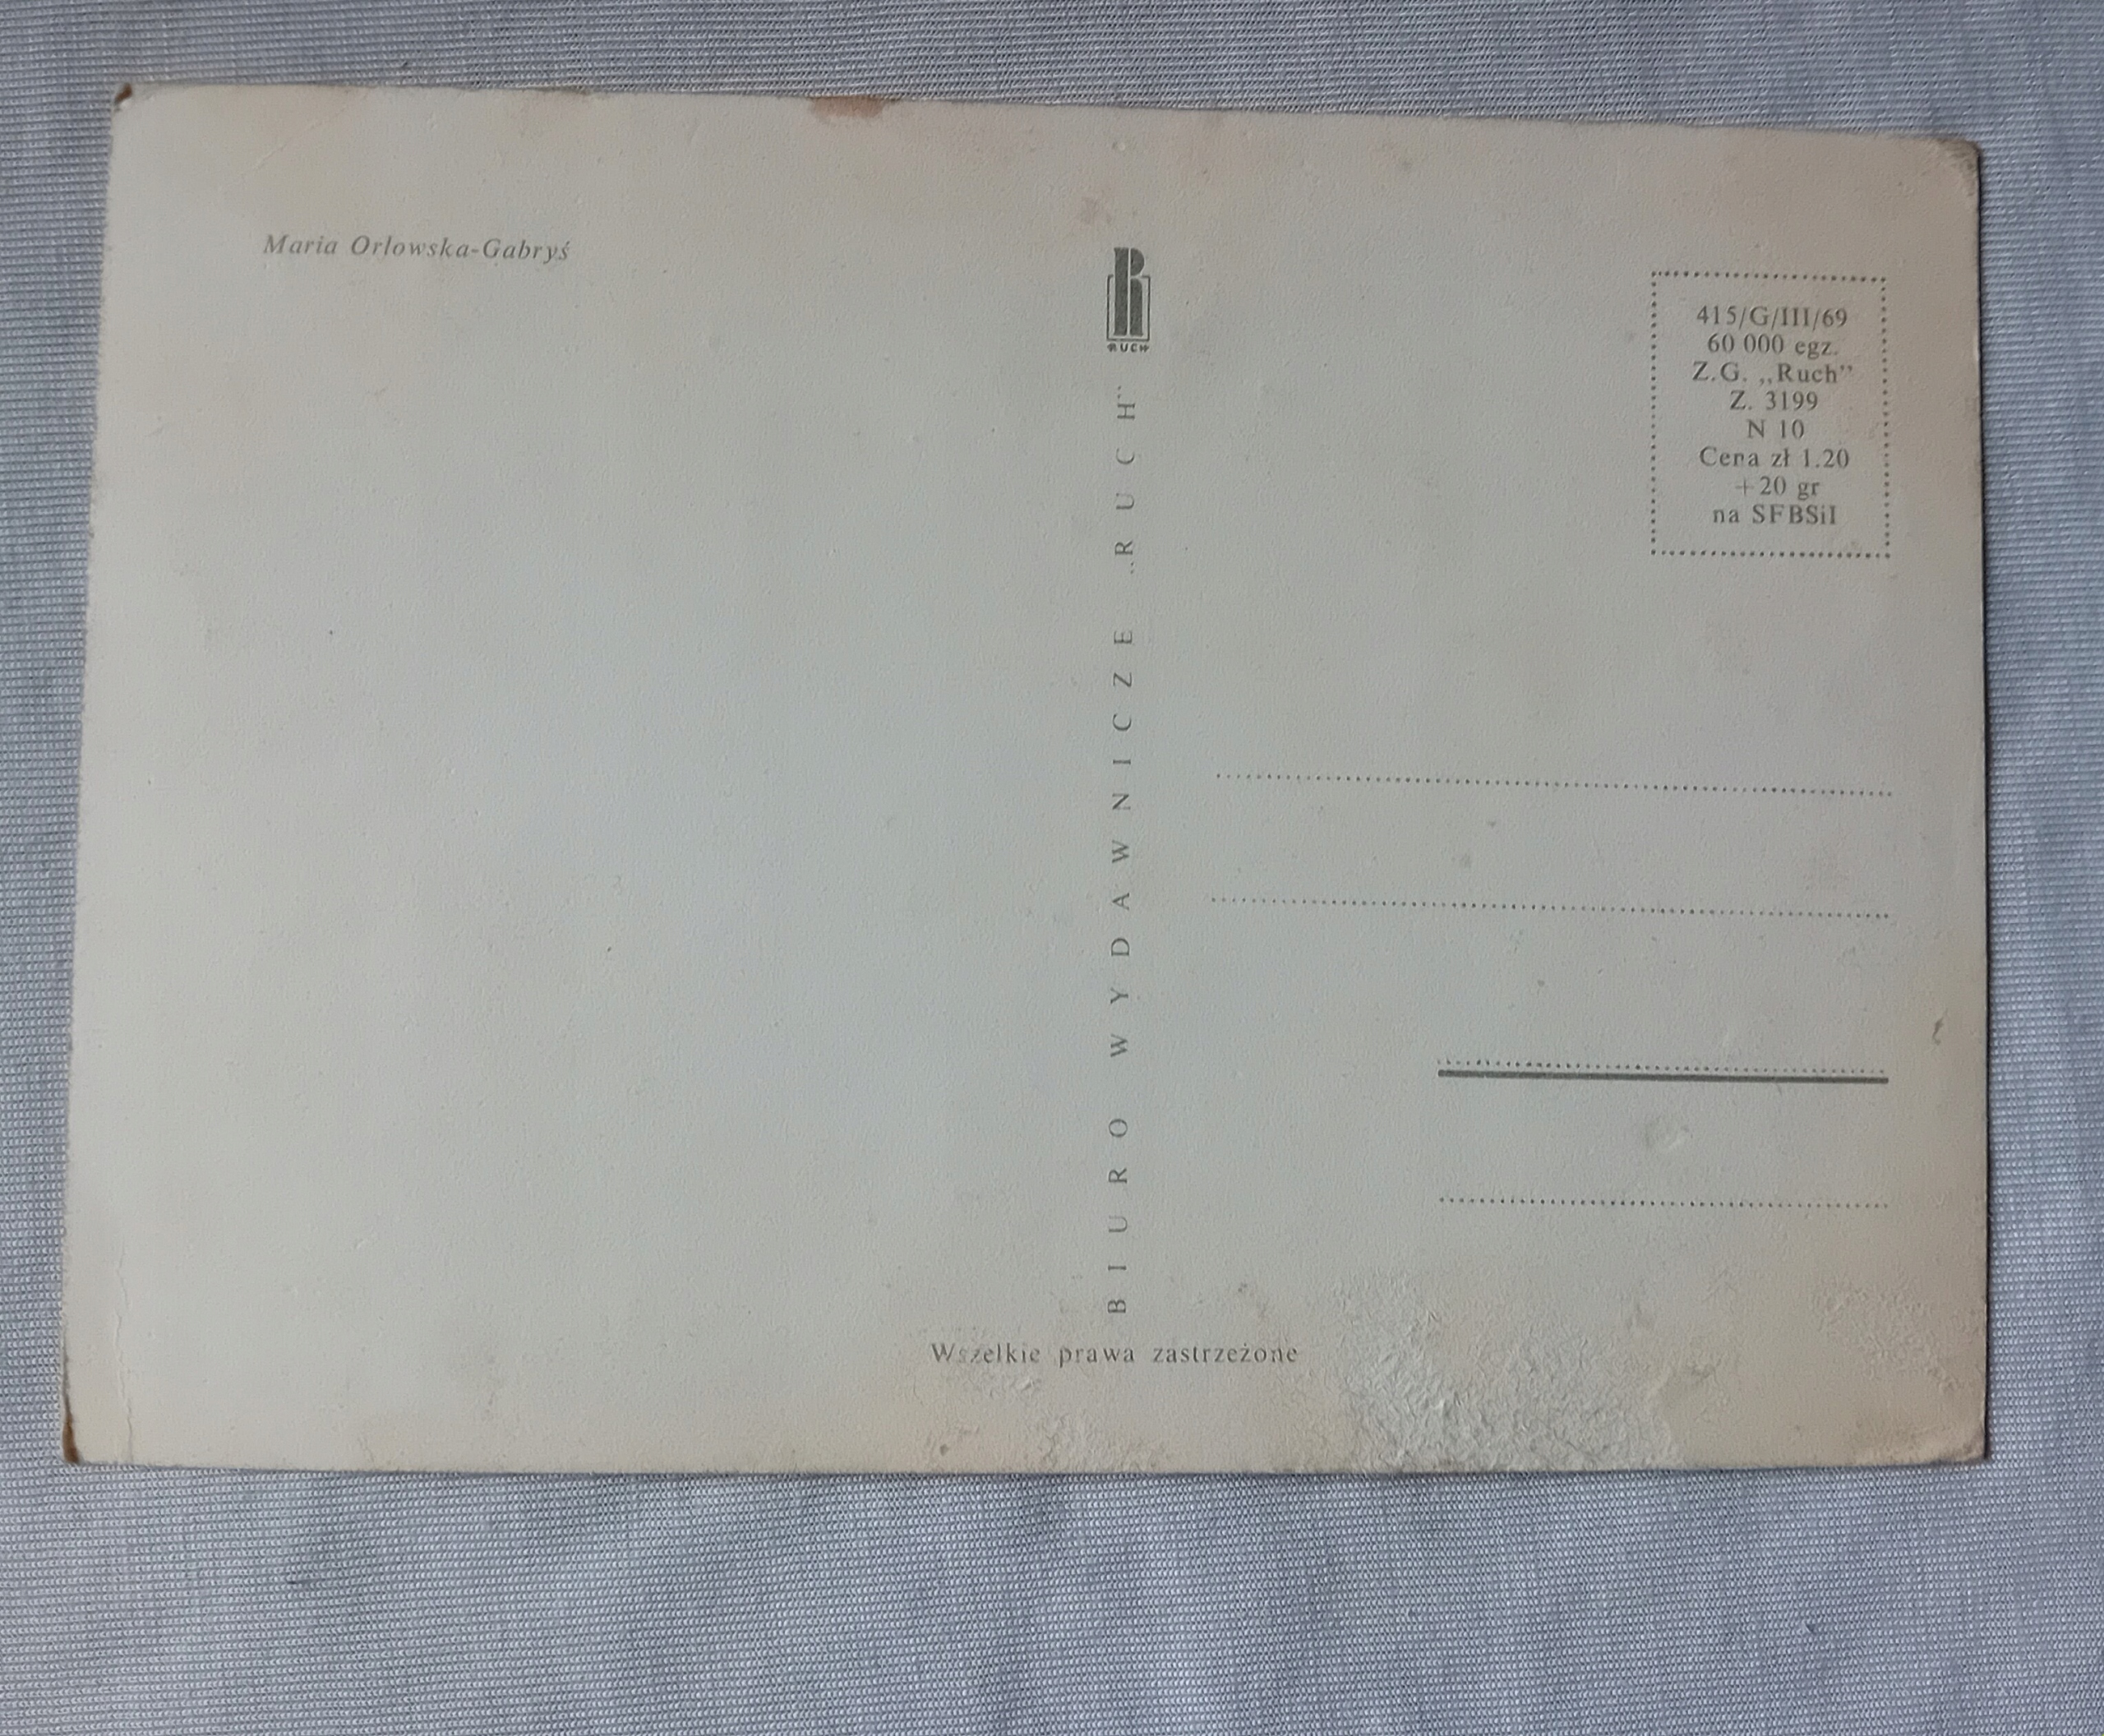 Maria Orłowska-Gabryś
RUCH
BIURO WYDAWNICZE „RUCH”
415/G/III/69
60 000 egz.
Z.G. „Ruch”
Z. 3199
N 10
Cena zł 1.20
+20 gr
na SFBSiI
Wszelkie prawa zastrzeżone